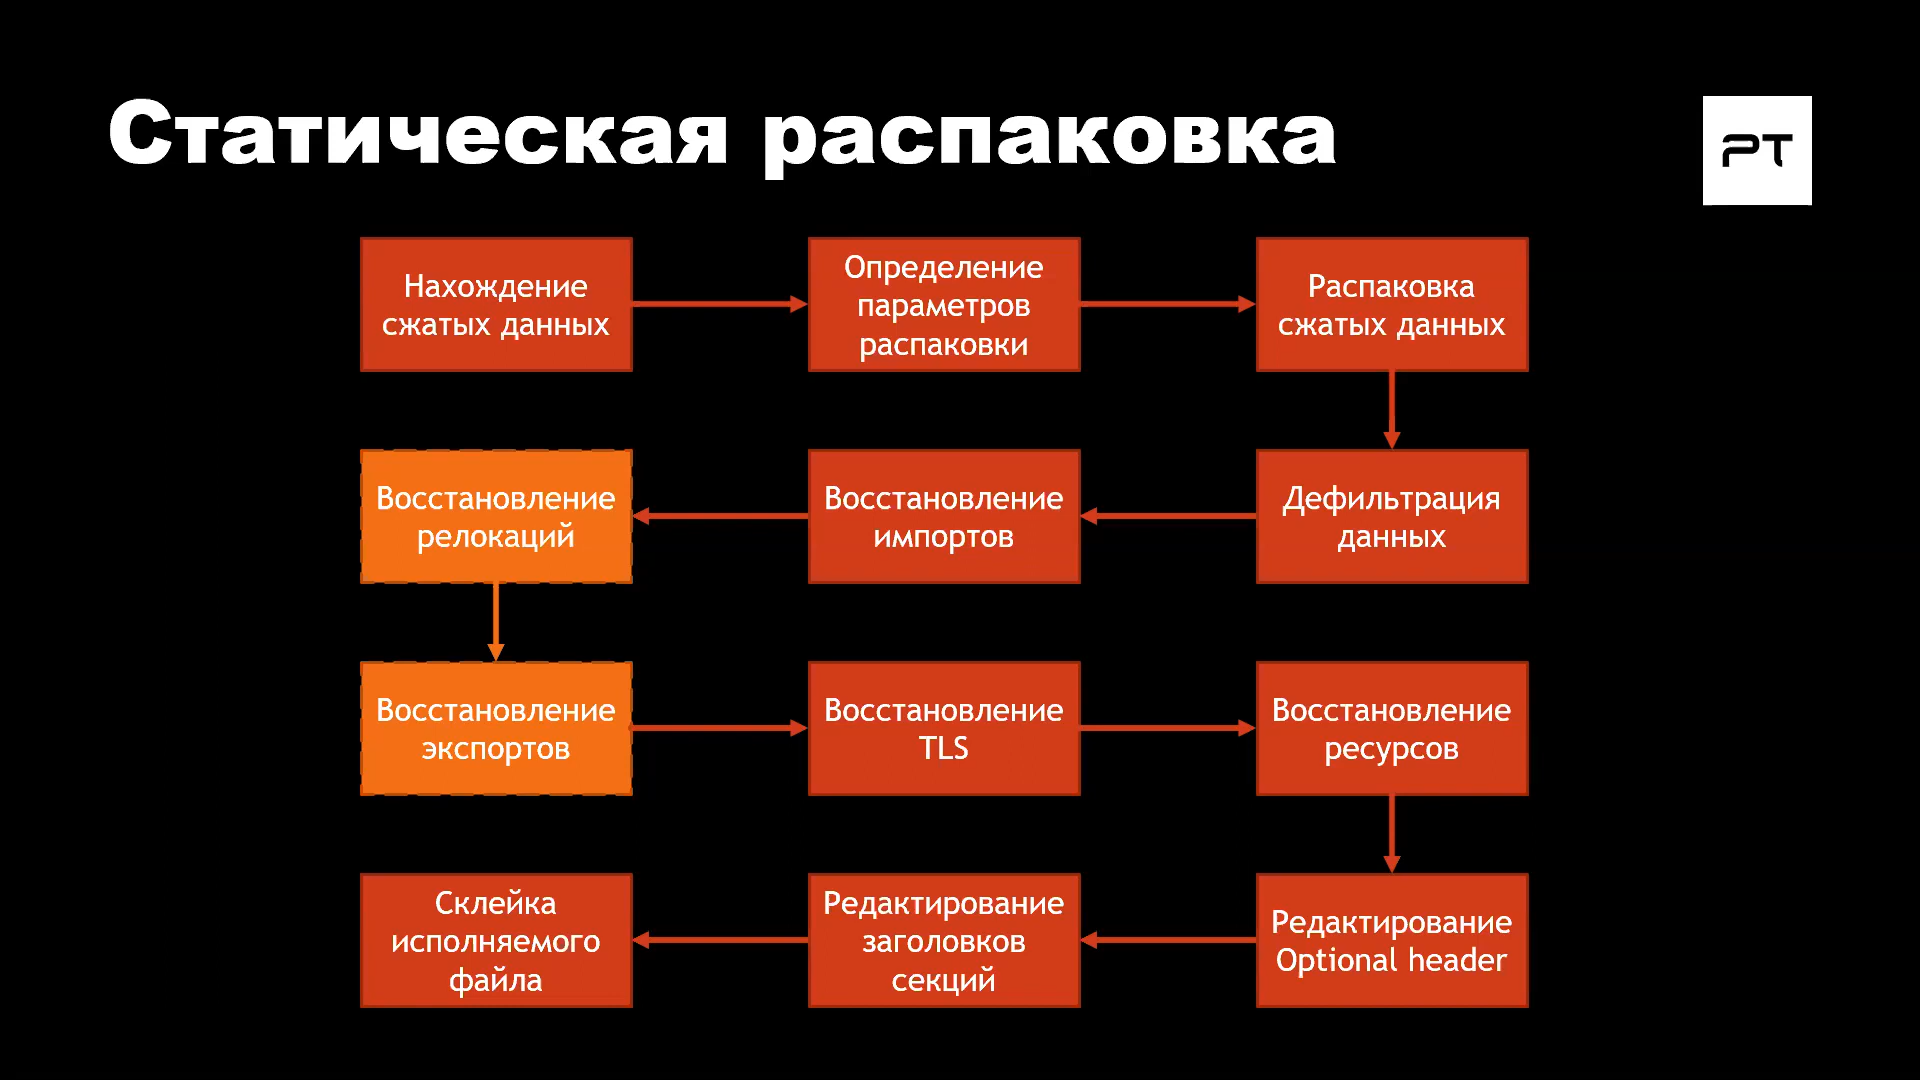 Статическая распаковка
PT
Нахождение
сжатых данных
Определение
параметров
распаковки
Распаковка
сжатых данных
Дефильтрация
данных
Восстановление
импортов
Восстановление
релокаций
Восстановление
экспортов
Восстановление
TLS
Восстановление
ресурсов
Редактирование
Optional header
Редактирование
заголовков
секций
Склейка
исполняемого
файла